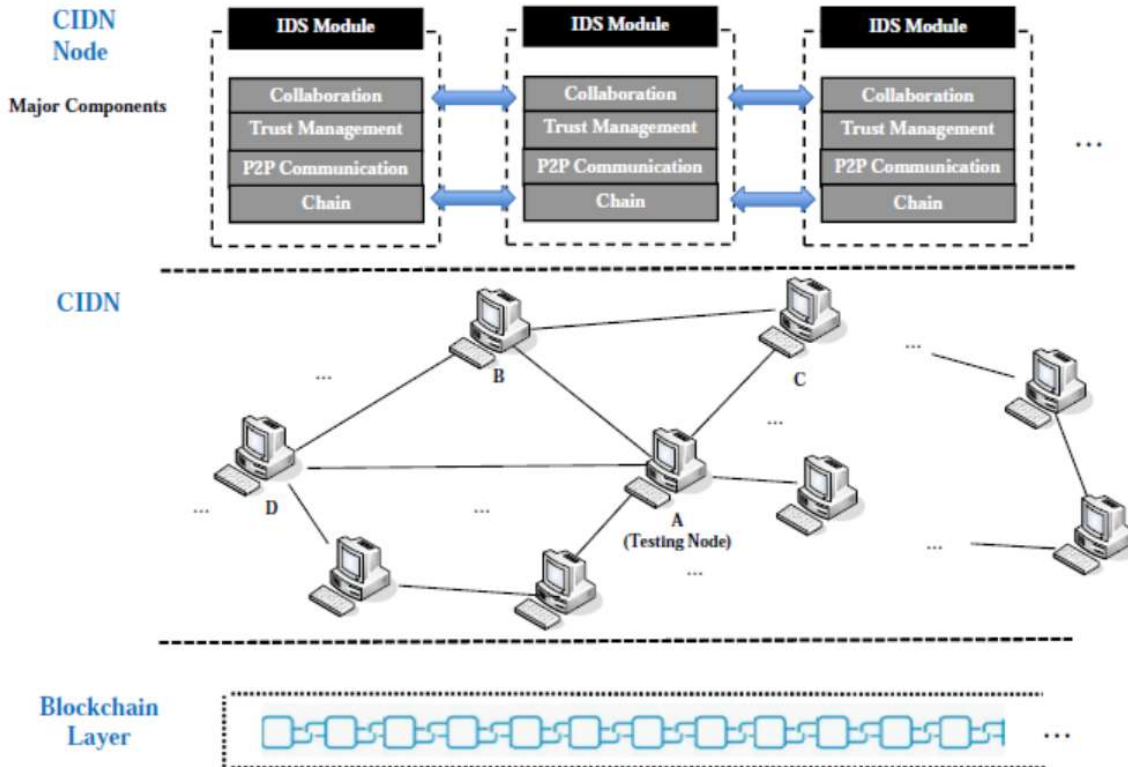 CIDN
Node
IDS Module
IDS Module
IDS Module
Major Components
Collaboration
Collaboration
Collaboration
Trust Management
Trust Management
Trust Management
...
P2P Communication
P2P Communication
P2P Communication
Chain
Chain
Chain
CIDN
...
...
B
C
...
...
D
...
A
(Testing Node)
...
...
Blockchain
Layer
...